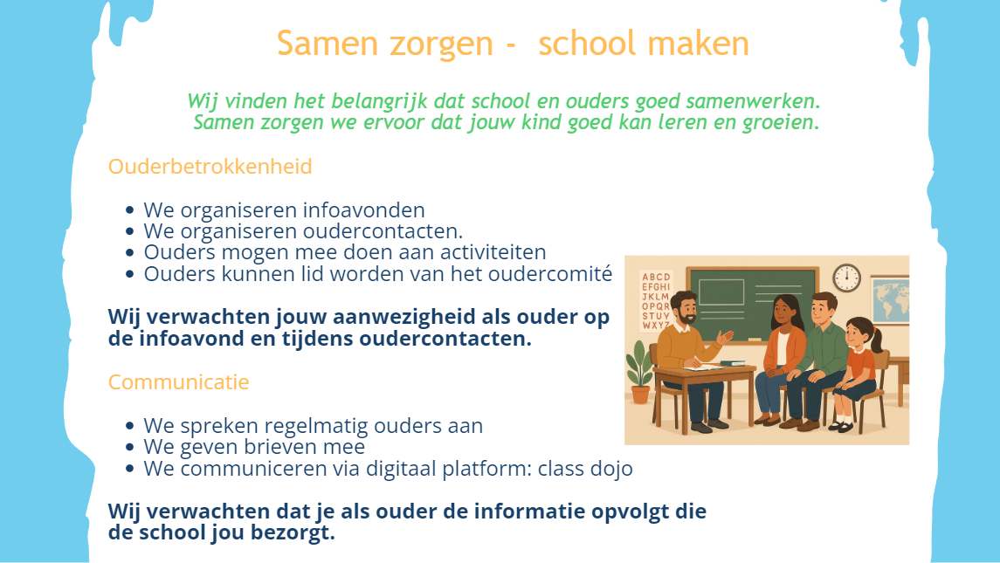 Samen zorgen -  school maken
Wij vinden het belangrijk dat school en ouders goed samenwerken.
Samen zorgen we ervoor dat jouw kind goed kan leren en groeien.
Ouderbetrokkenheid
• We organiseren infoavonden
• We organiseren oudercontacten.
• Ouders mogen mee doen aan activiteiten
• Ouders kunnen lid worden van het oudercomité
Wij verwachten jouw aanwezigheid als ouder op
de infoavond en tijdens oudercontacten.
ABCD
EFGHI
JKLM
OPQR
STUY
WXYZ
Communicatie
• We spreken regelmatig ouders aan
• We geven brieven mee
• We communiceren via digitaal platform: class dojo
Wij verwachten dat je als ouder de informatie opvolgt die
de school jou bezorgt.